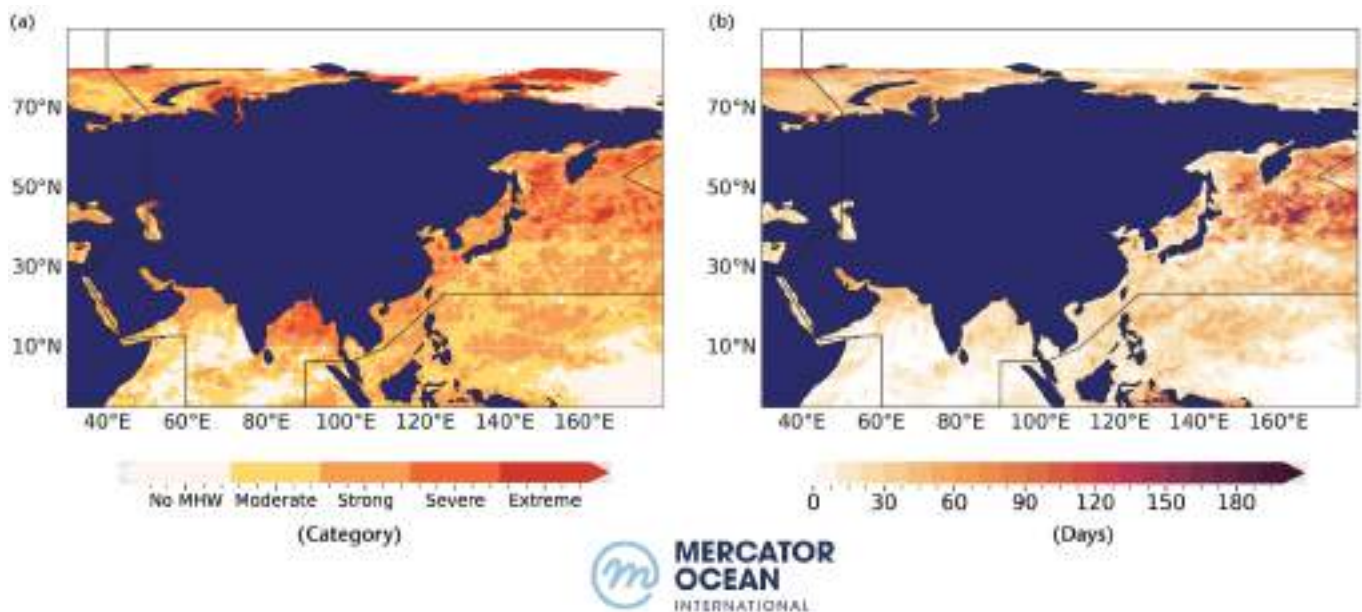 (a)
70°N
50°N
30°N
10°N
40°E 60°E 80°E 100°E 120°E 140°E 160°E
No MHW Moderate Strong Severe Extreme
(Category)
(b)
70°N
50°N
30°N
10°N
40°E 60°E 80°E 100°E 120°E 140°E 160°E
0 30 60 90 120 150 180
(Days)
MERCATOR
OCEAN
INTERNATIONAL